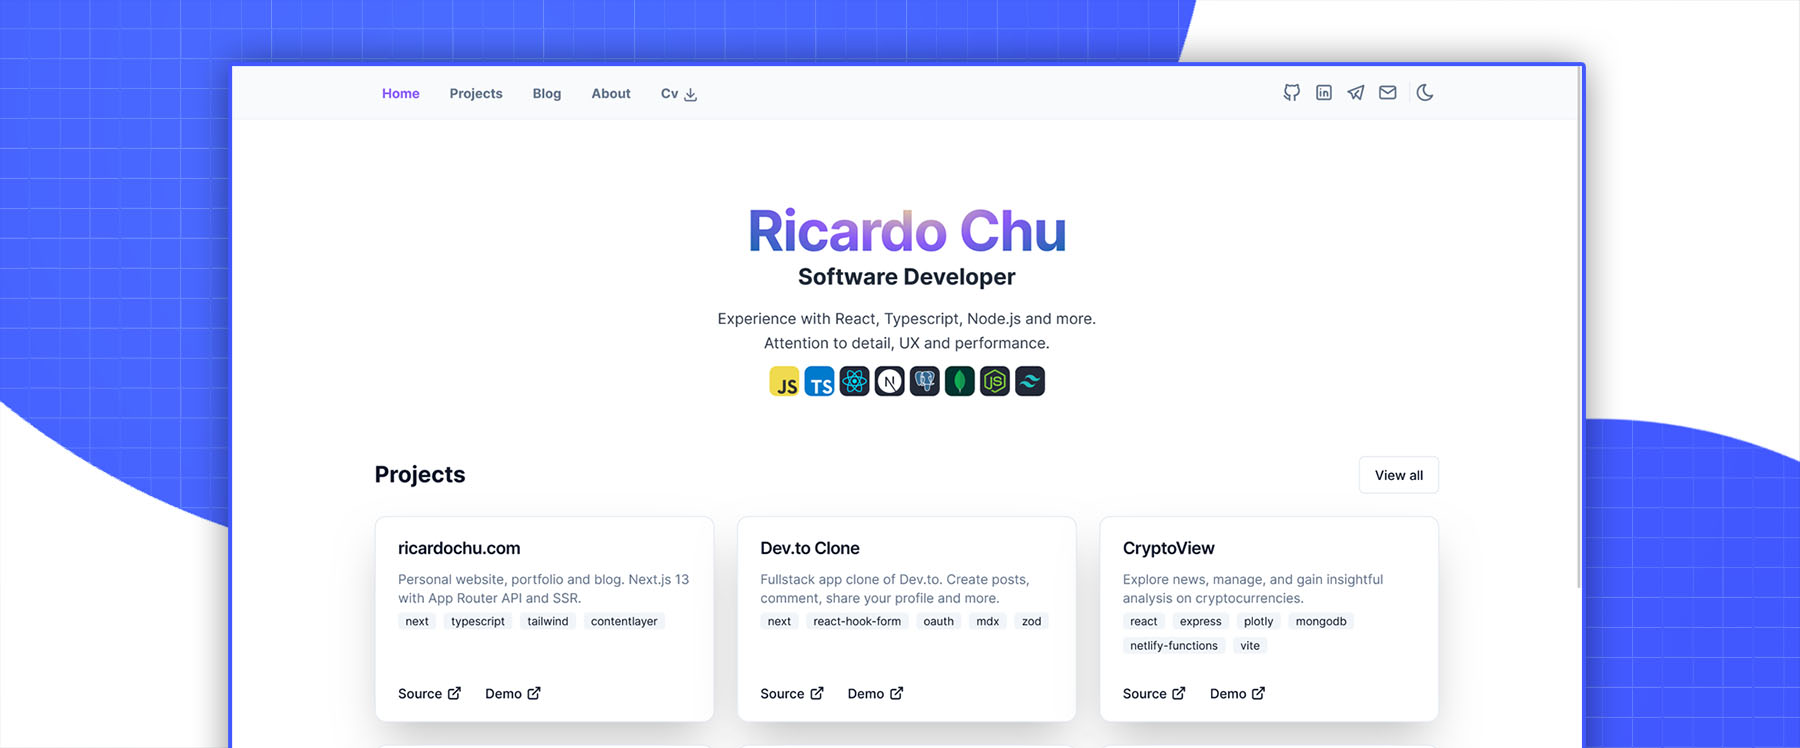 Home Projects Blog About Cv
Ricardo Chu
Software Developer
Experience with React, Typescript, Node.js and more.
Attention to detail, UX and performance.
JS TS N JS
Projects
View all
ricardochu.com
Personal website, portfolio and blog. Next.js 13
with App Router API and SSR.
next typescript tailwind contentlayer
Source Demo
Dev.to Clone
Fullstack app clone of Dev.to. Create posts,
comment, share your profile and more.
next react-hook-form oauth mdx zod
Source Demo
CryptoView
Explore news, manage, and gain insightful
analysis on cryptocurrencies.
react express plotly mongodb
netlify-functions vite
Source Demo